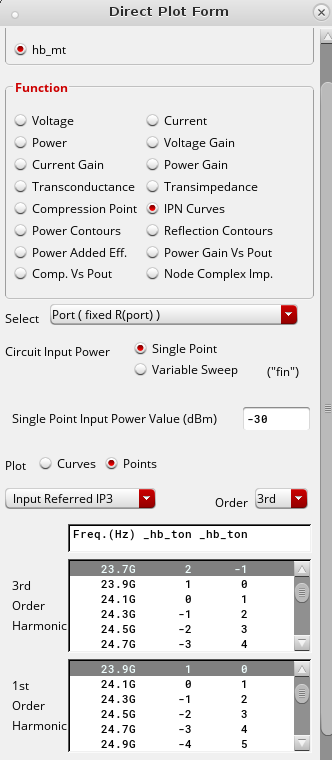 Direct Plot Form
hb_mt
Function
Voltage Current
Power Voltage Gain
Current Gain Power Gain
Transconductance Transimpedance
Compression Point IPN Curves
Power Contours Reflection Contours
Power Added Eff. Power Gain Vs Pout
Comp. Vs Pout Node Complex Imp.
Select Port ( fixed R(port) )
Circuit Input Power Single Point
Variable Sweep ("fin")
Single Point Input Power Value (dBm) -30
Plot Curves Points
Input Referred IP3 Order 3rd
Freq.(Hz) _hb_ton _hb_ton
3rd
Order
Harmonic
23.7G 2 -1
23.9G 1 0
24.1G 0 1
24.3G -1 2
24.5G -2 3
24.7G -3 4
1st
Order
Harmonic
23.9G 1 0
24.1G 0 1
24.3G -1 2
24.5G -2 3
24.7G -3 4
24.9G -4 5